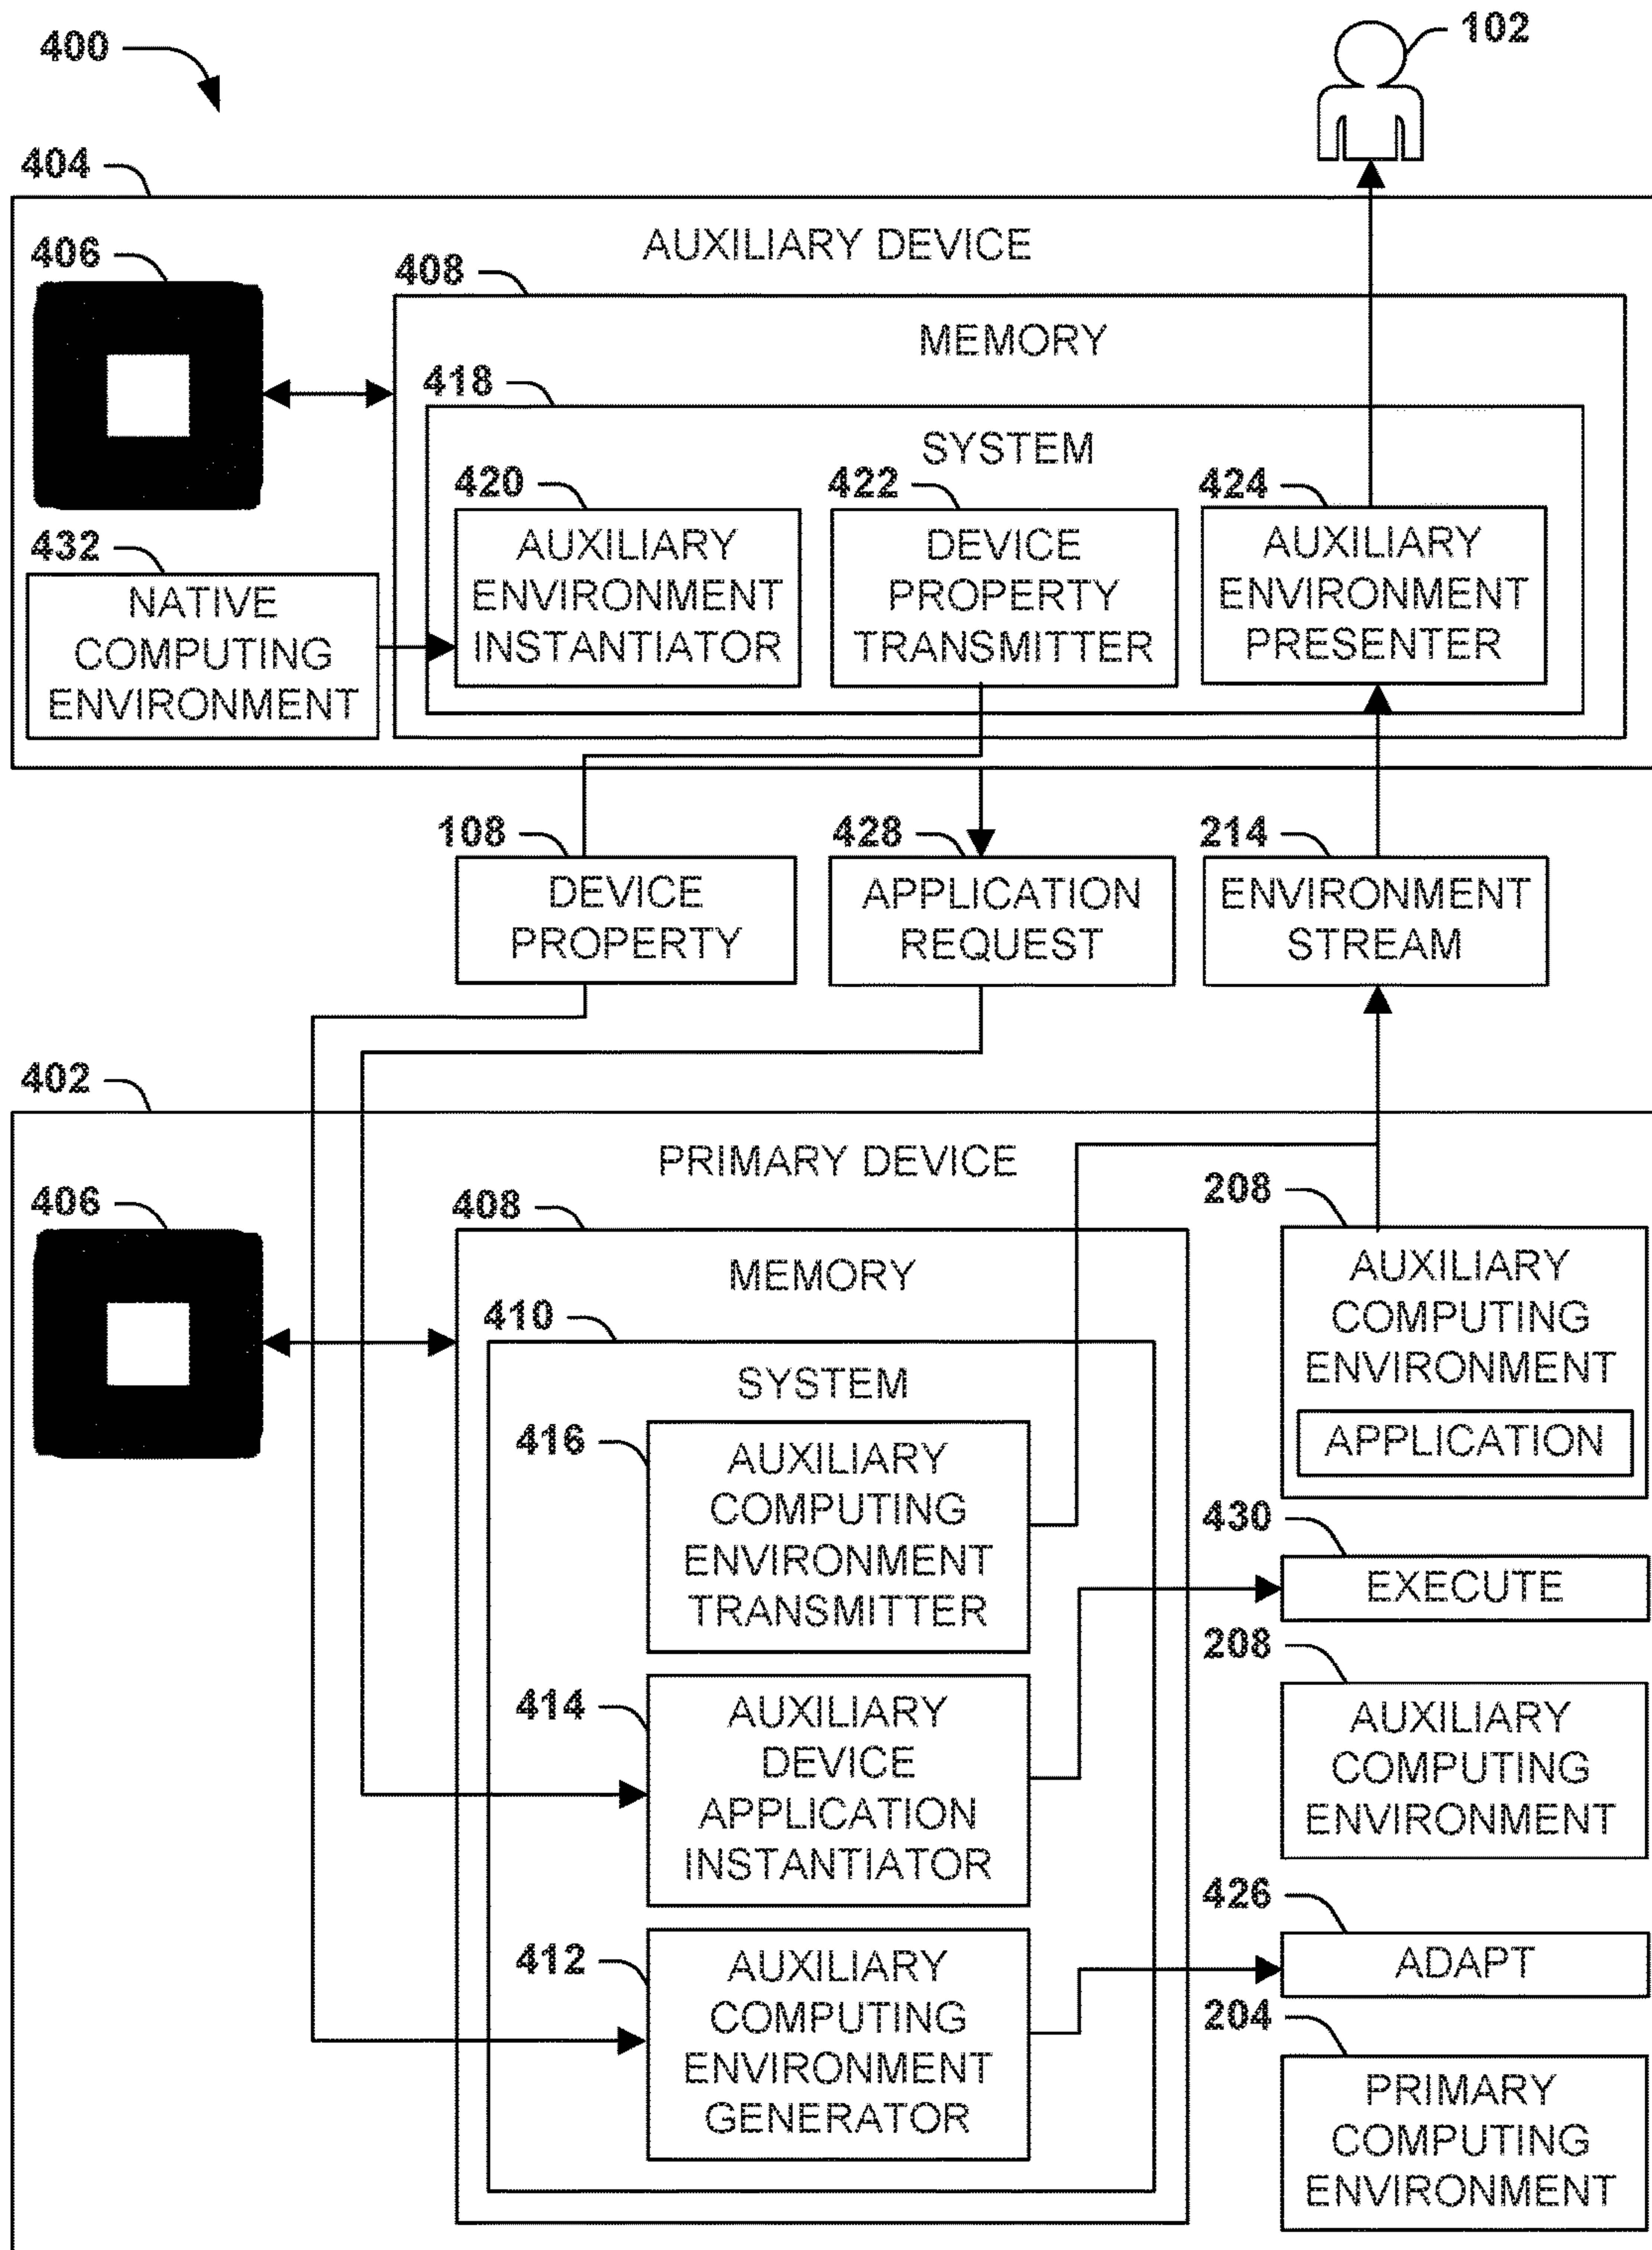 400
102
404
AUXILIARY DEVICE
406
408
MEMORY
418
SYSTEM
420
422
424
AUXILIARY
ENVIRONMENT
INSTANTIATOR
DEVICE
PROPERTY
TRANSMITTER
AUXILIARY
ENVIRONMENT
PRESENTER
432
NATIVE
COMPUTING
ENVIRONMENT
108
DEVICE
PROPERTY
428
APPLICATION
REQUEST
214
ENVIRONMENT
STREAM
402
PRIMARY DEVICE
406
408
MEMORY
410
SYSTEM
416
AUXILIARY
COMPUTING
ENVIRONMENT
TRANSMITTER
414
AUXILIARY
DEVICE
APPLICATION
INSTANTIATOR
412
AUXILIARY
COMPUTING
ENVIRONMENT
GENERATOR
208
AUXILIARY
COMPUTING
ENVIRONMENT
APPLICATION
430
EXECUTE
208
AUXILIARY
COMPUTING
ENVIRONMENT
426
ADAPT
204
PRIMARY
COMPUTING
ENVIRONMENT